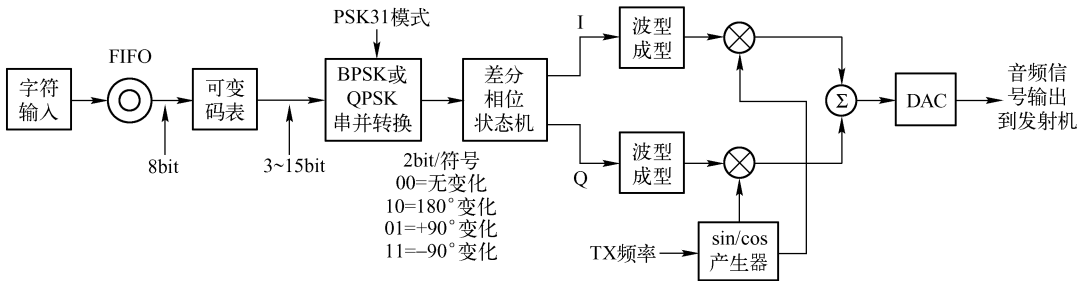 PSK31模式
I
波型
成型
FIFO
字符
输入
可变
码表
BPSK或
QPSK
串并转换
差分
相位
状态机
Σ
DAC
音频信
号输出
到发射机
8bit
3~15bit
2bit/符号
00=无变化
10=180°变化
01=+90°变化
11=−90°变化
Q
波型
成型
TX频率
sin/cos
产生器